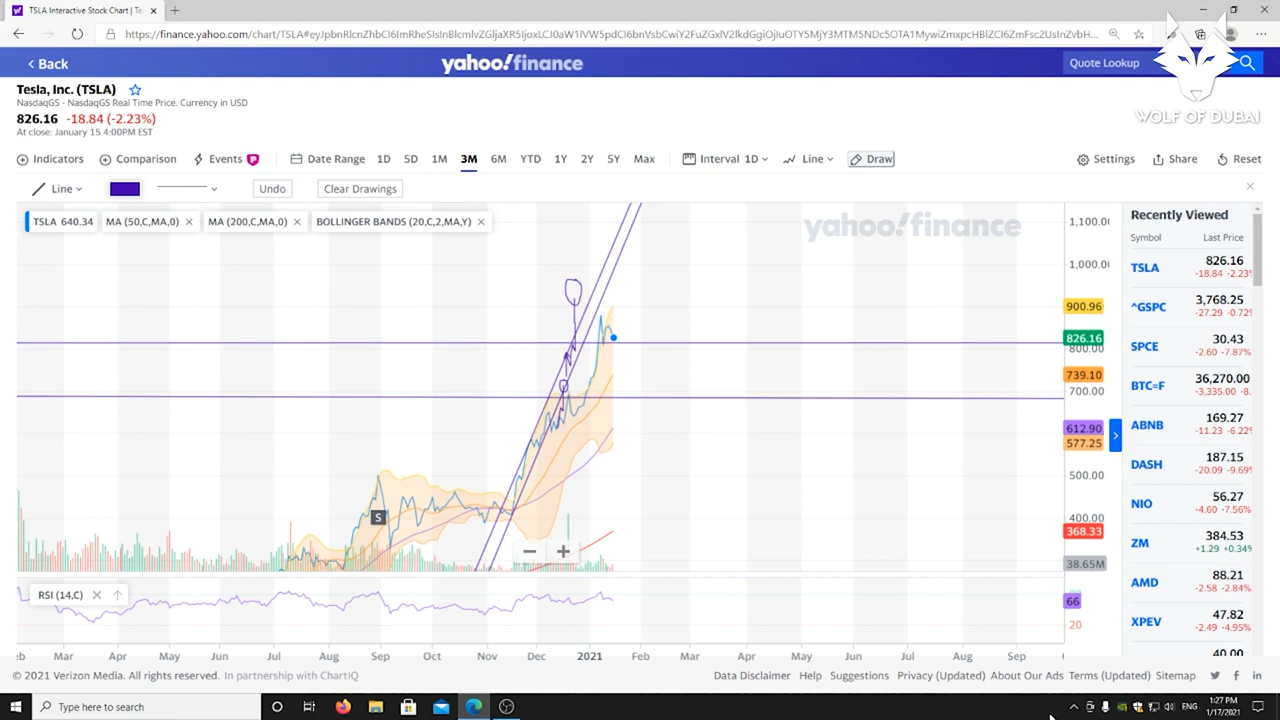 TSLA Interactive Stock Chart | Te
https://finance.yahoo.com/chart/TSLA
Back
yahoo!finance
Quote Lookup
WOLF OF DUBAI
Tesla, Inc. (TSLA)
NasdaqGS - NasdaqGS Real Time Price. Currency in USD
826.16 -18.84 (-2.23%)
At close: January 15 4:00PM EST
Indicators Comparison Events Date Range 1D 5D 1M 3M 6M YTD 1Y 2Y 5Y Max Interval 1D Line Draw Settings Share Reset
Line Undo Clear Drawings
TSLA 640.34 MA (50,C,MA,0) MA (200,C,MA,0) BOLLINGER BANDS (20,C,2,MA,Y)
yahoo!finance
1,100.00
1,000.00
900.96
826.16
800.00
739.10
700.00
612.90
577.25
500.00
400.00
368.33
38.65M
S
RSI (14,C)
66
20
Mar Apr May Jun Jul Aug Sep Oct Nov Dec 2021 Feb Mar Apr May Jun Jul Aug Sep
Recently Viewed
Symbol Last Price
TSLA 826.16
-18.84 -2.23%
^GSPC 3,768.25
-27.29 -0.72%
SPCE 30.43
-2.60 -7.87%
BTC=F 36,270.00
-3,335.00 -8.
ABNB 169.27
-11.23 -6.22%
DASH 187.15
-20.09 -9.69%
NIO 56.27
-4.60 -7.56%
ZM 384.53
+1.29 +0.34%
AMD 88.21
-2.58 -2.84%
XPEV 47.82
-2.49 -4.95%
40.00
© 2021 Verizon Media. All rights reserved. In partnership with ChartIQ
Data Disclaimer Help Suggestions Privacy (Updated) About Our Ads Terms (Updated) Sitemap
Type here to search
ENG
1:27 PM
1/17/2021